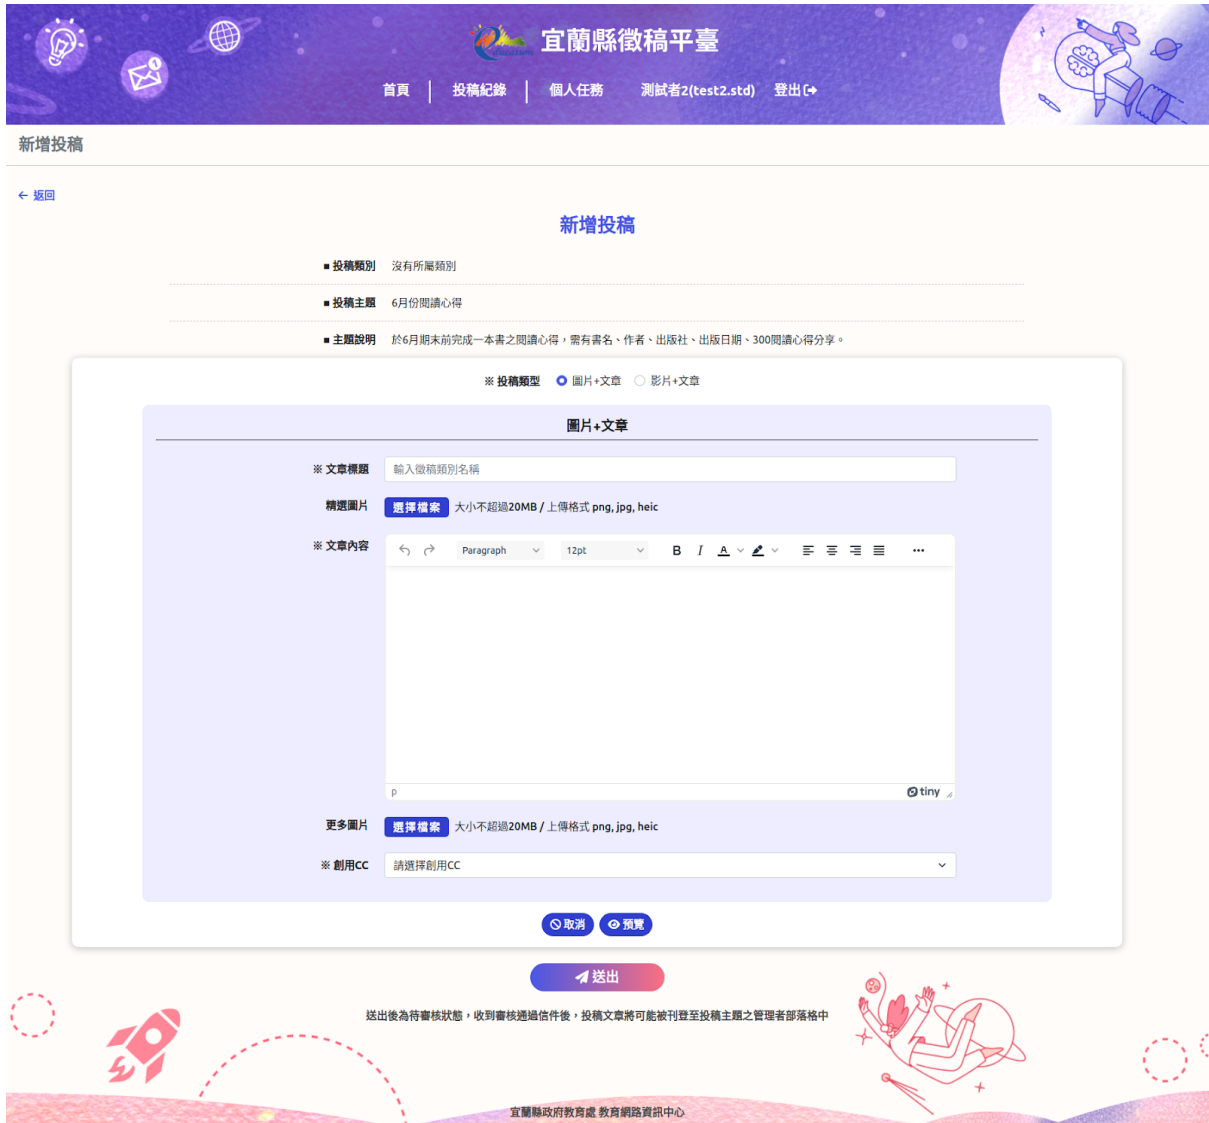 宜蘭縣徵稿平臺
首頁 投稿紀錄 個人任務 測試者2(test2.std) 登出
新增投稿
返回
新增投稿
■ 投稿類別 沒有所屬類別
■ 投稿主題 6月份閱讀心得
■ 主題說明 於6月期末前完成一本書之閱讀心得，需有書名、作者、出版社、出版日期、300閱讀心得分享。
※ 投稿類型 圖片+文章 影片+文章
圖片+文章
※ 文章標題 輸入徵稿類別名稱
精選圖片 選擇檔案 大小不超過20MB / 上傳格式 png, jpg, heic
※ 文章內容 Paragraph 12pt B I A ...
p tiny
更多圖片 選擇檔案 大小不超過20MB / 上傳格式 png, jpg, heic
※ 創用CC 請選擇創用CC
取消 預覽
送出
送出後為待審核狀態，收到審核通過信件後，投稿文章將可能被刊登至投稿主題之管理者部落格中
宜蘭縣政府教育處 教育網路資訊中心